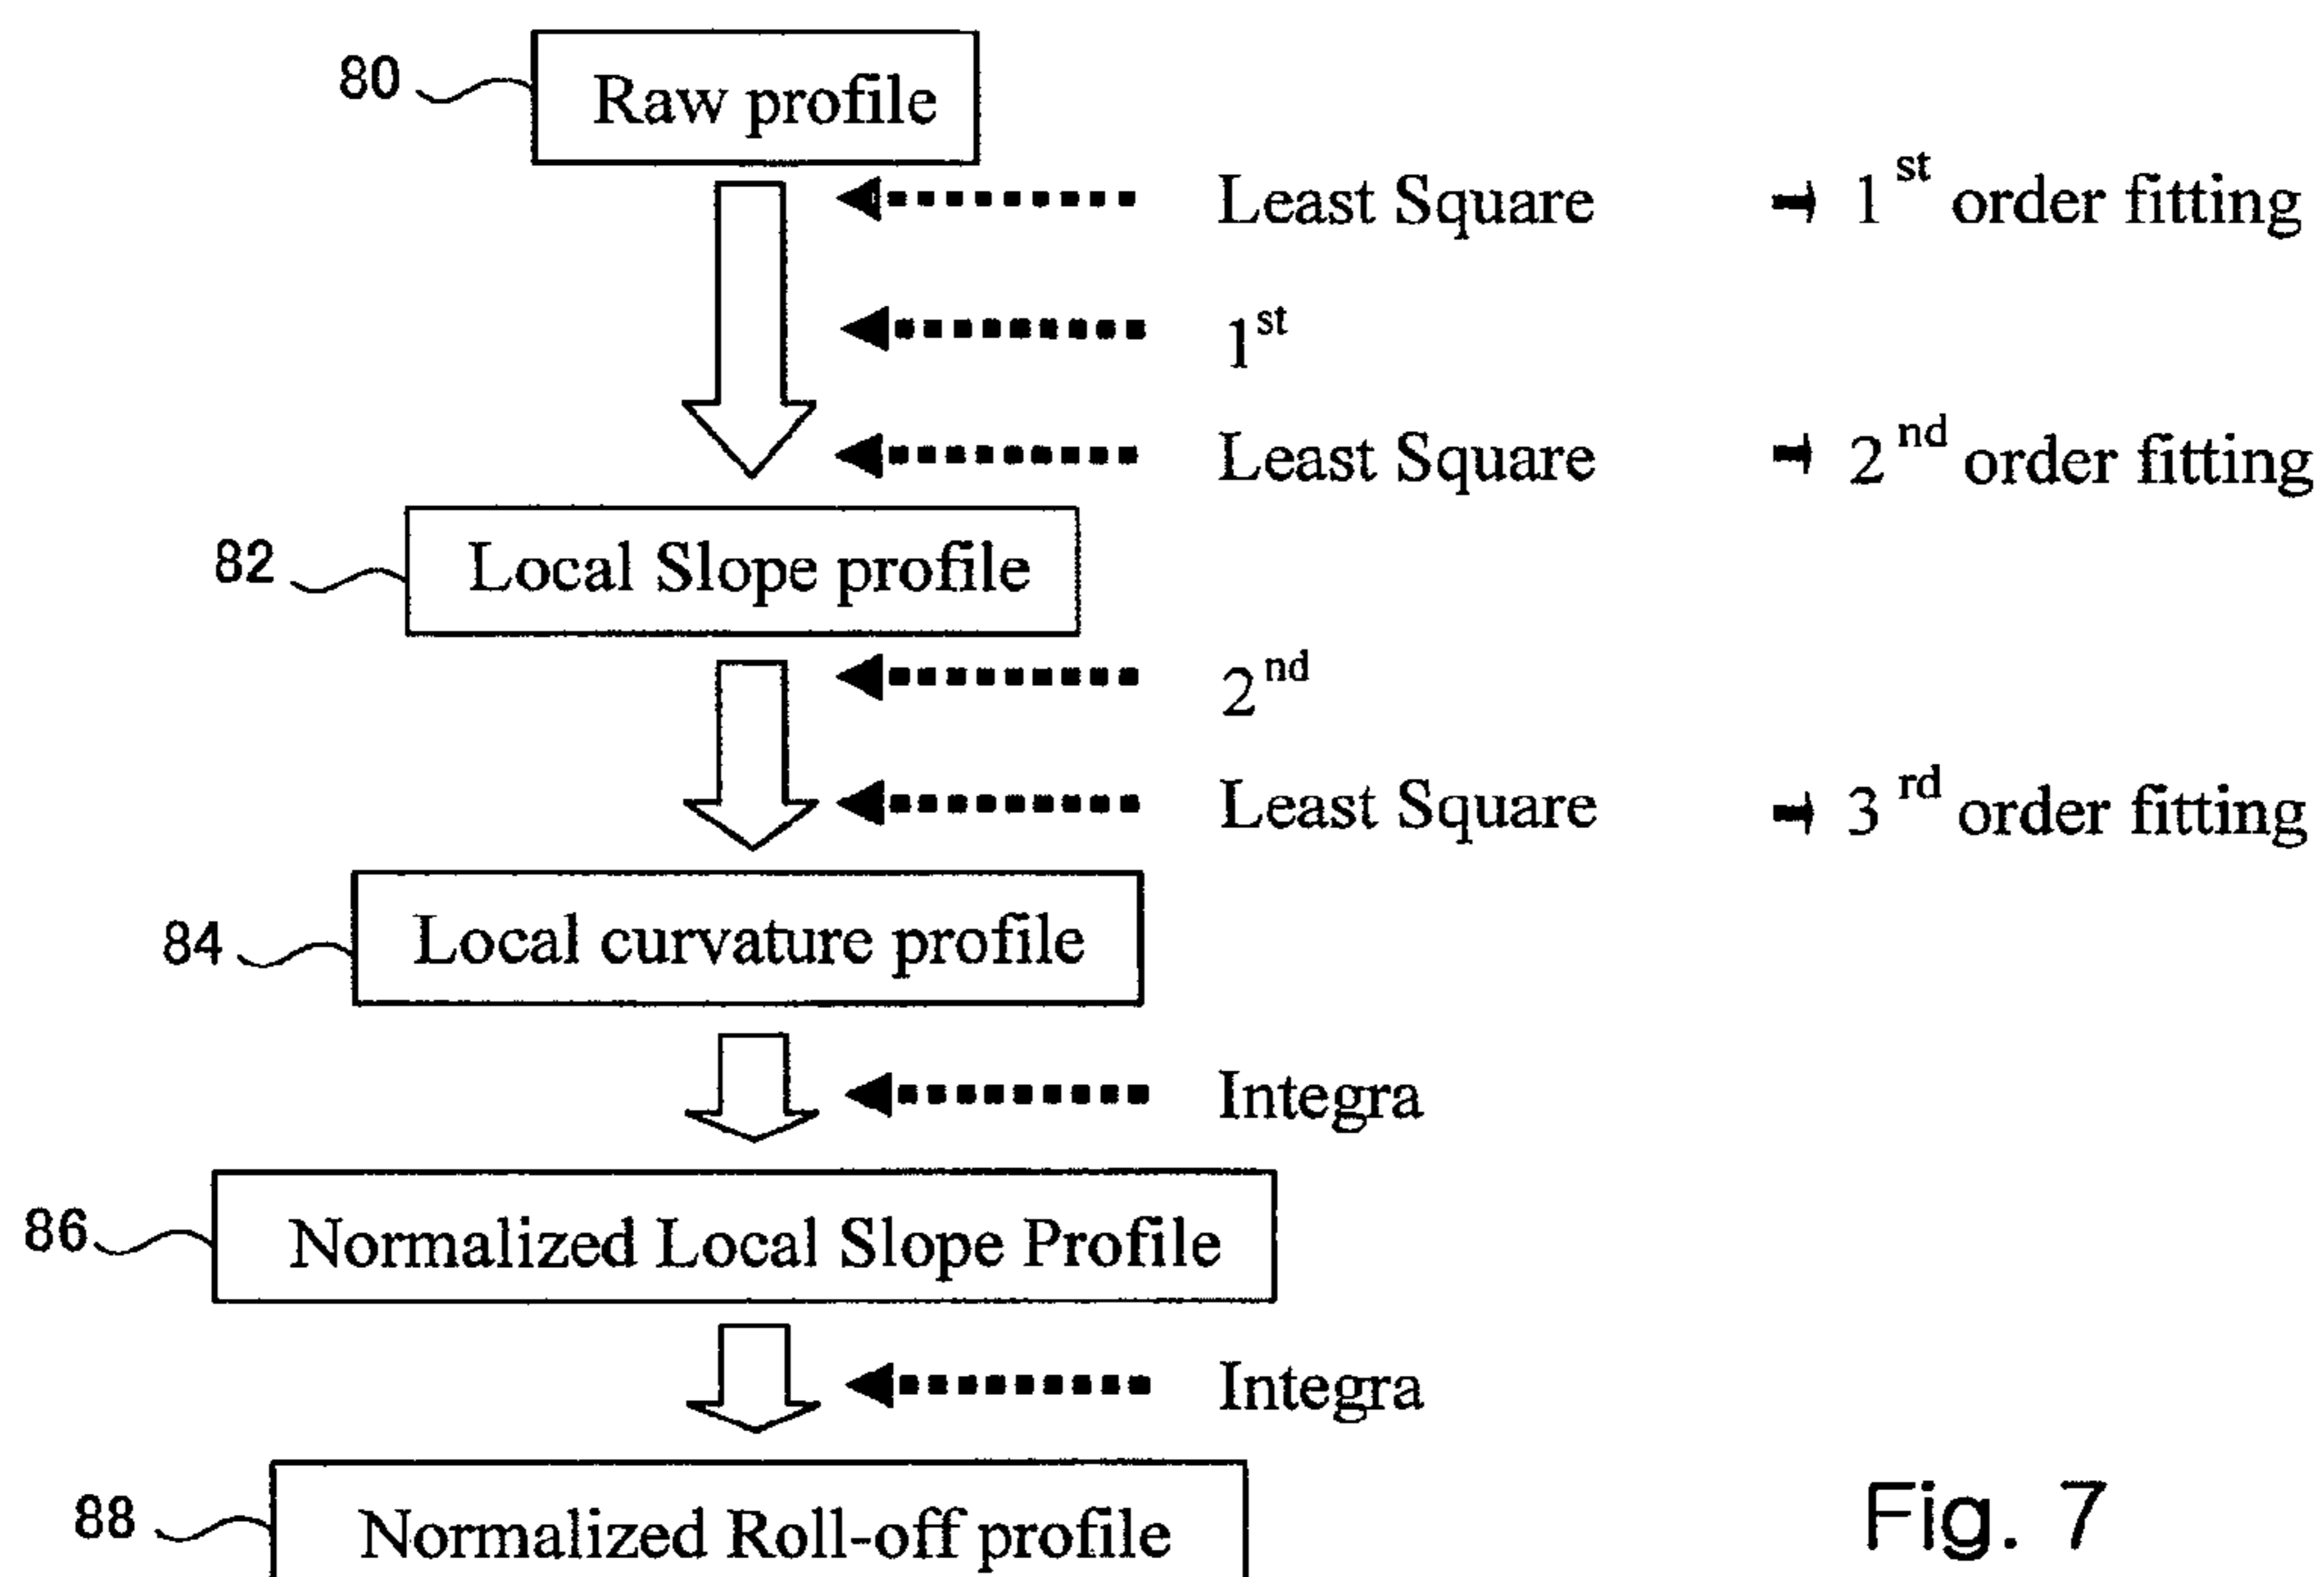 80 Raw profile
Least Square → 1st order fitting
1st
Least Square → 2nd order fitting
82 Local Slope profile
2nd
Least Square → 3rd order fitting
84 Local curvature profile
Integra
86 Normalized Local Slope Profile
Integra
88 Normalized Roll-off profile
Fig. 7